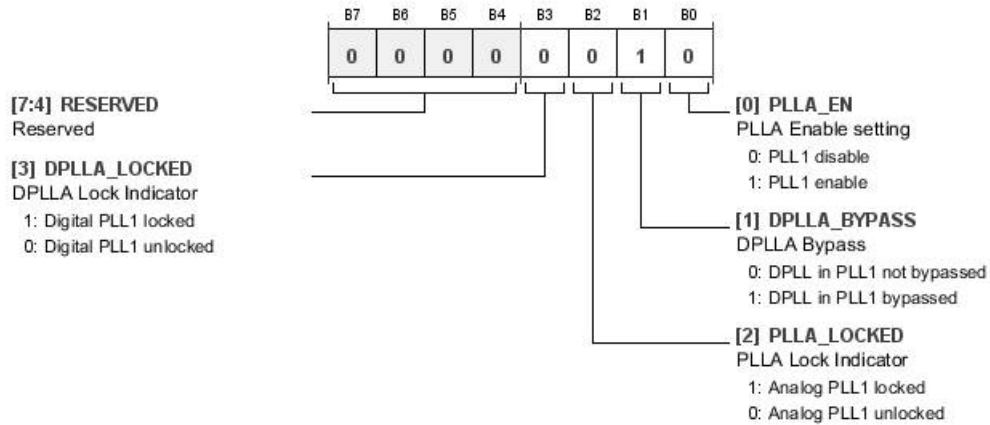 B7 B6 B5 B4 B3 B2 B1 B0
0 0 0 0 0 0 1 0
[7:4] RESERVED
Reserved
[3] DPLLA_LOCKED
DPLLA Lock Indicator
1: Digital PLL1 locked
0: Digital PLL1 unlocked
[0] PLLA_EN
PLLA Enable setting
0: PLL1 disable
1: PLL1 enable
[1] DPLLA_BYPASS
DPLLA Bypass
0: DPLL in PLL1 not bypassed
1: DPLL in PLL1 bypassed
[2] PLLA_LOCKED
PLLA Lock Indicator
1: Analog PLL1 locked
0: Analog PLL1 unlocked